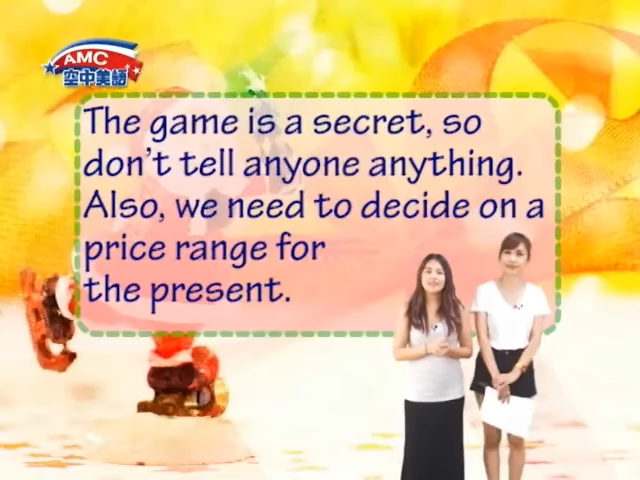 AMC
空中美語
The game is a secret, so
don't tell anyone anything.
Also, we need to decide on a
price range for
the present.